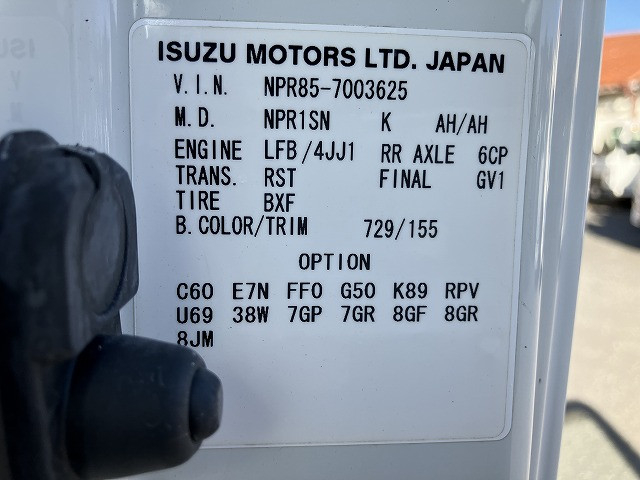 ISUZU MOTORS LTD. JAPAN
V.I.N. NPR85-7003625
M.D. NPR1SN K AH/AH
ENGINE LFB/4JJ1 RR AXLE 6CP
TRANS. RST FINAL GV1
TIRE BXF
B.COLOR/TRIM 729/155
OPTION
C60 E7N FF0 G50 K89 RPV
U69 38W 7GP 7GR 8GF 8GR
8JM